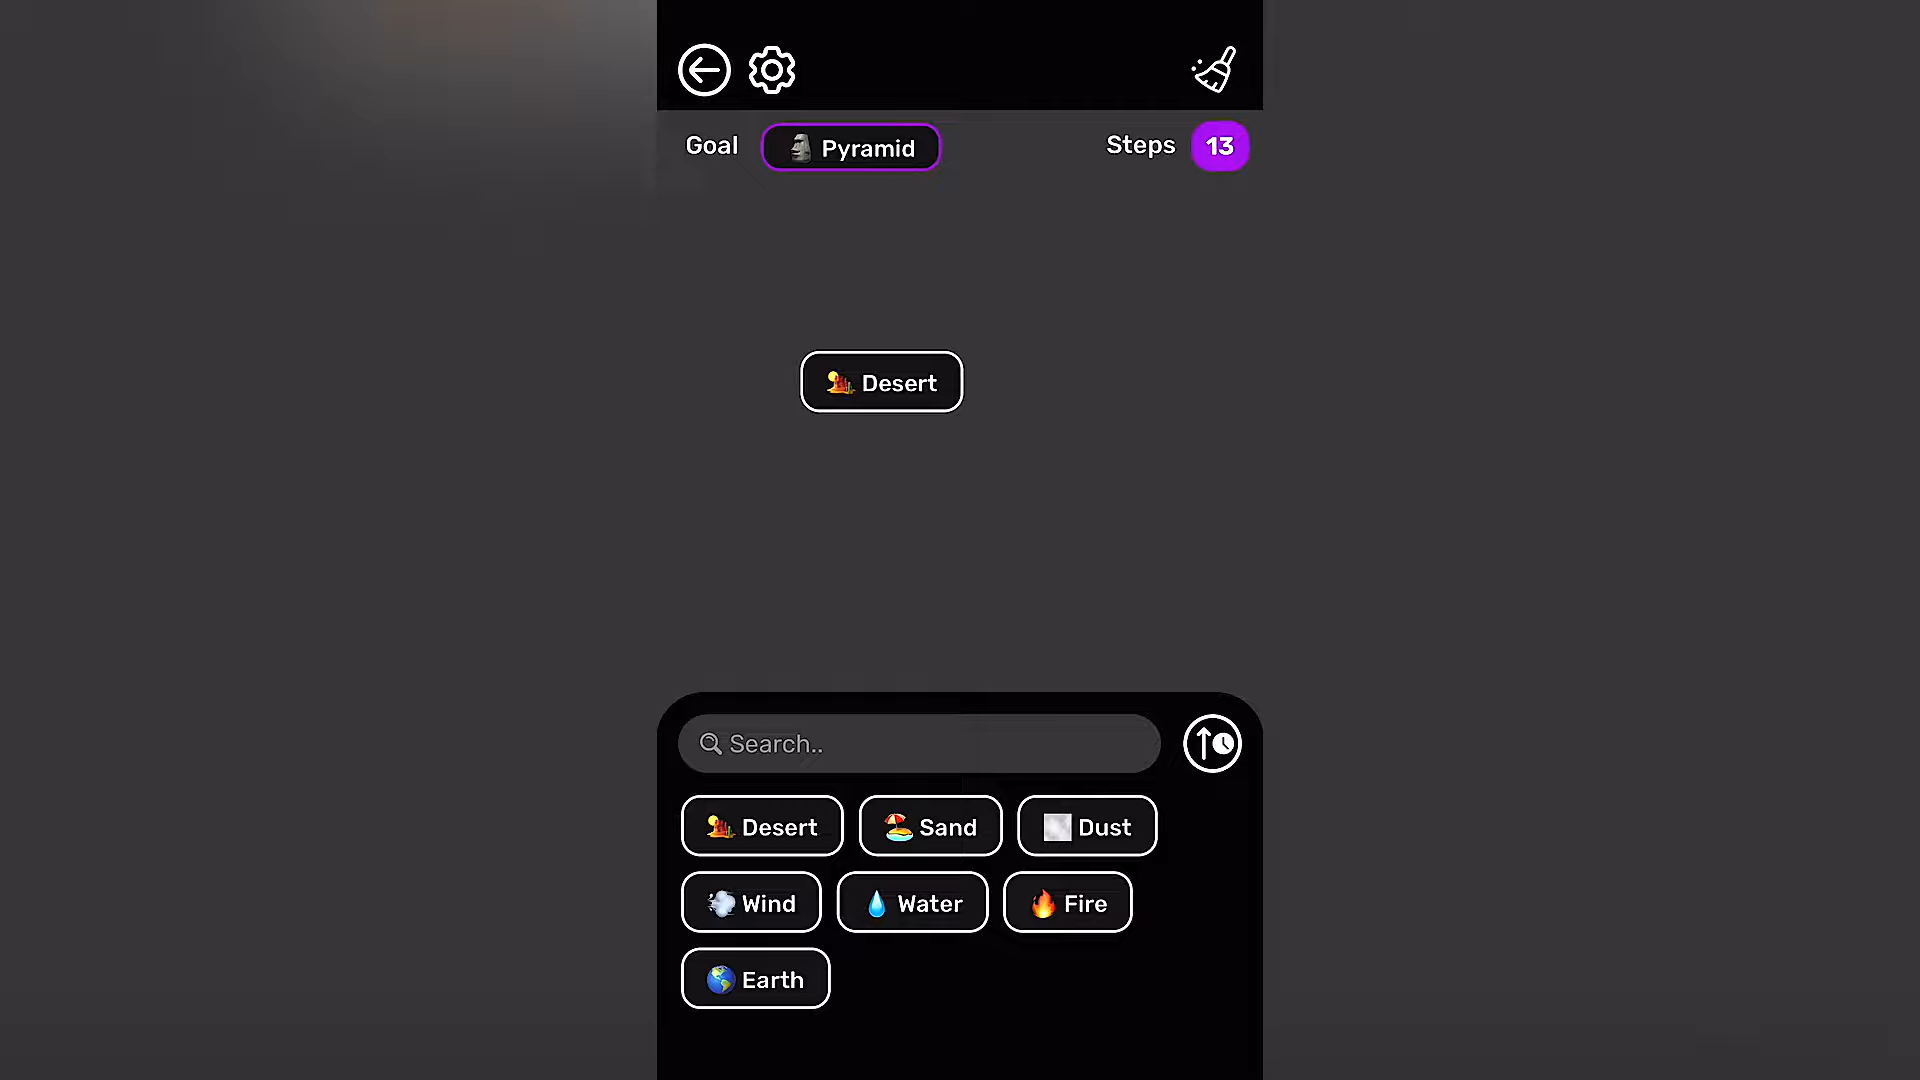 Goal Pyramid Steps 13
Desert
Search..
Desert Sand Dust
Wind Water Fire
Earth